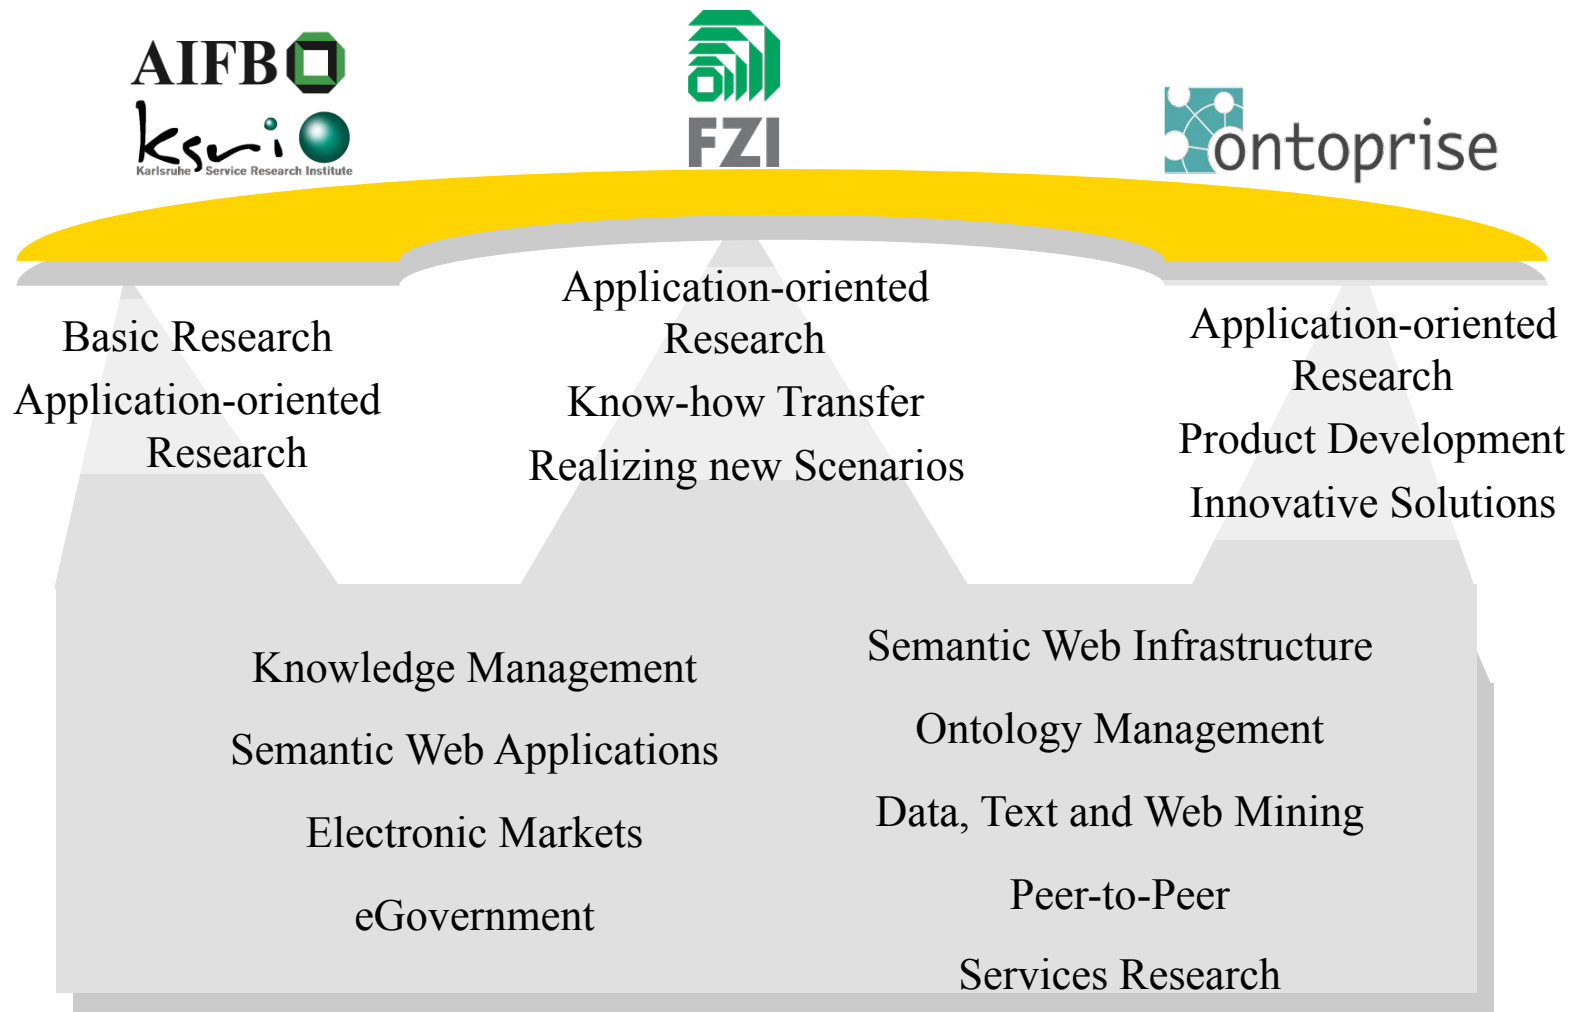 AIFB
ksri
Karlsruhe Service Research Institute
FZI
ontoprise
Basic Research
Application-oriented
Research
Application-oriented
Research
Know-how Transfer
Realizing new Scenarios
Application-oriented
Research
Product Development
Innovative Solutions
Knowledge Management
Semantic Web Applications
Electronic Markets
eGovernment
Semantic Web Infrastructure
Ontology Management
Data, Text and Web Mining
Peer-to-Peer
Services Research